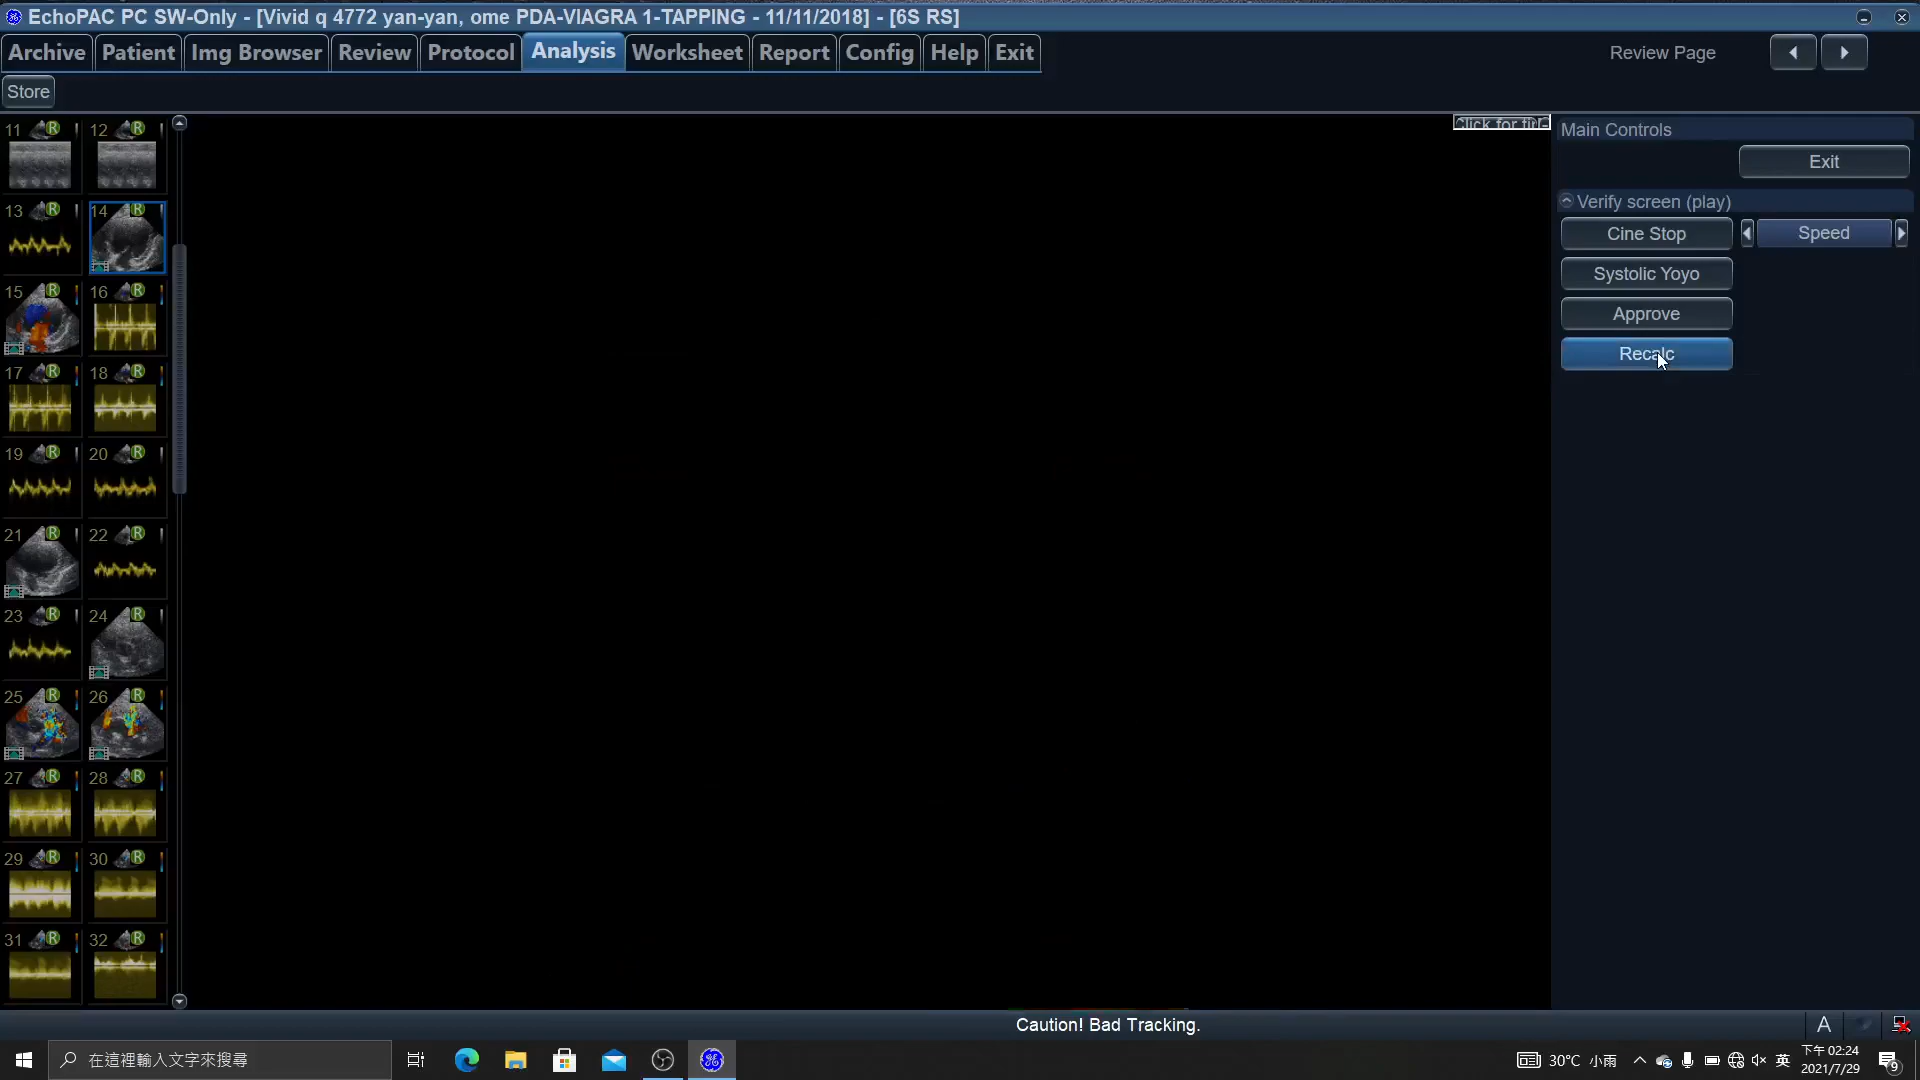 EchoPAC PC SW-Only - [Vivid q 4772 yan-yan, ome PDA-VIAGRA 1-TAPPING - 11/11/2018] - [6S RS]
Archive Patient Img Browser Review Protocol Analysis Worksheet Report Config Help Exit
Review Page
Store
Click for
Main Controls
Exit
Verify screen (play)
Cine Stop
Speed
Systolic Yoyo
Approve
Recalc
11 R 12 R
13 R 14 R
15 R 16 R
17 R 18 R
19 R 20 R
21 R 22 R
23 R 24 R
25 R 26 R
27 R 28 R
29 R 30 R
31 R 32 R
Caution! Bad Tracking.
A
在這裡輸入文字來搜尋
30°C 小雨
英
下午 02:24
2021/7/29
9